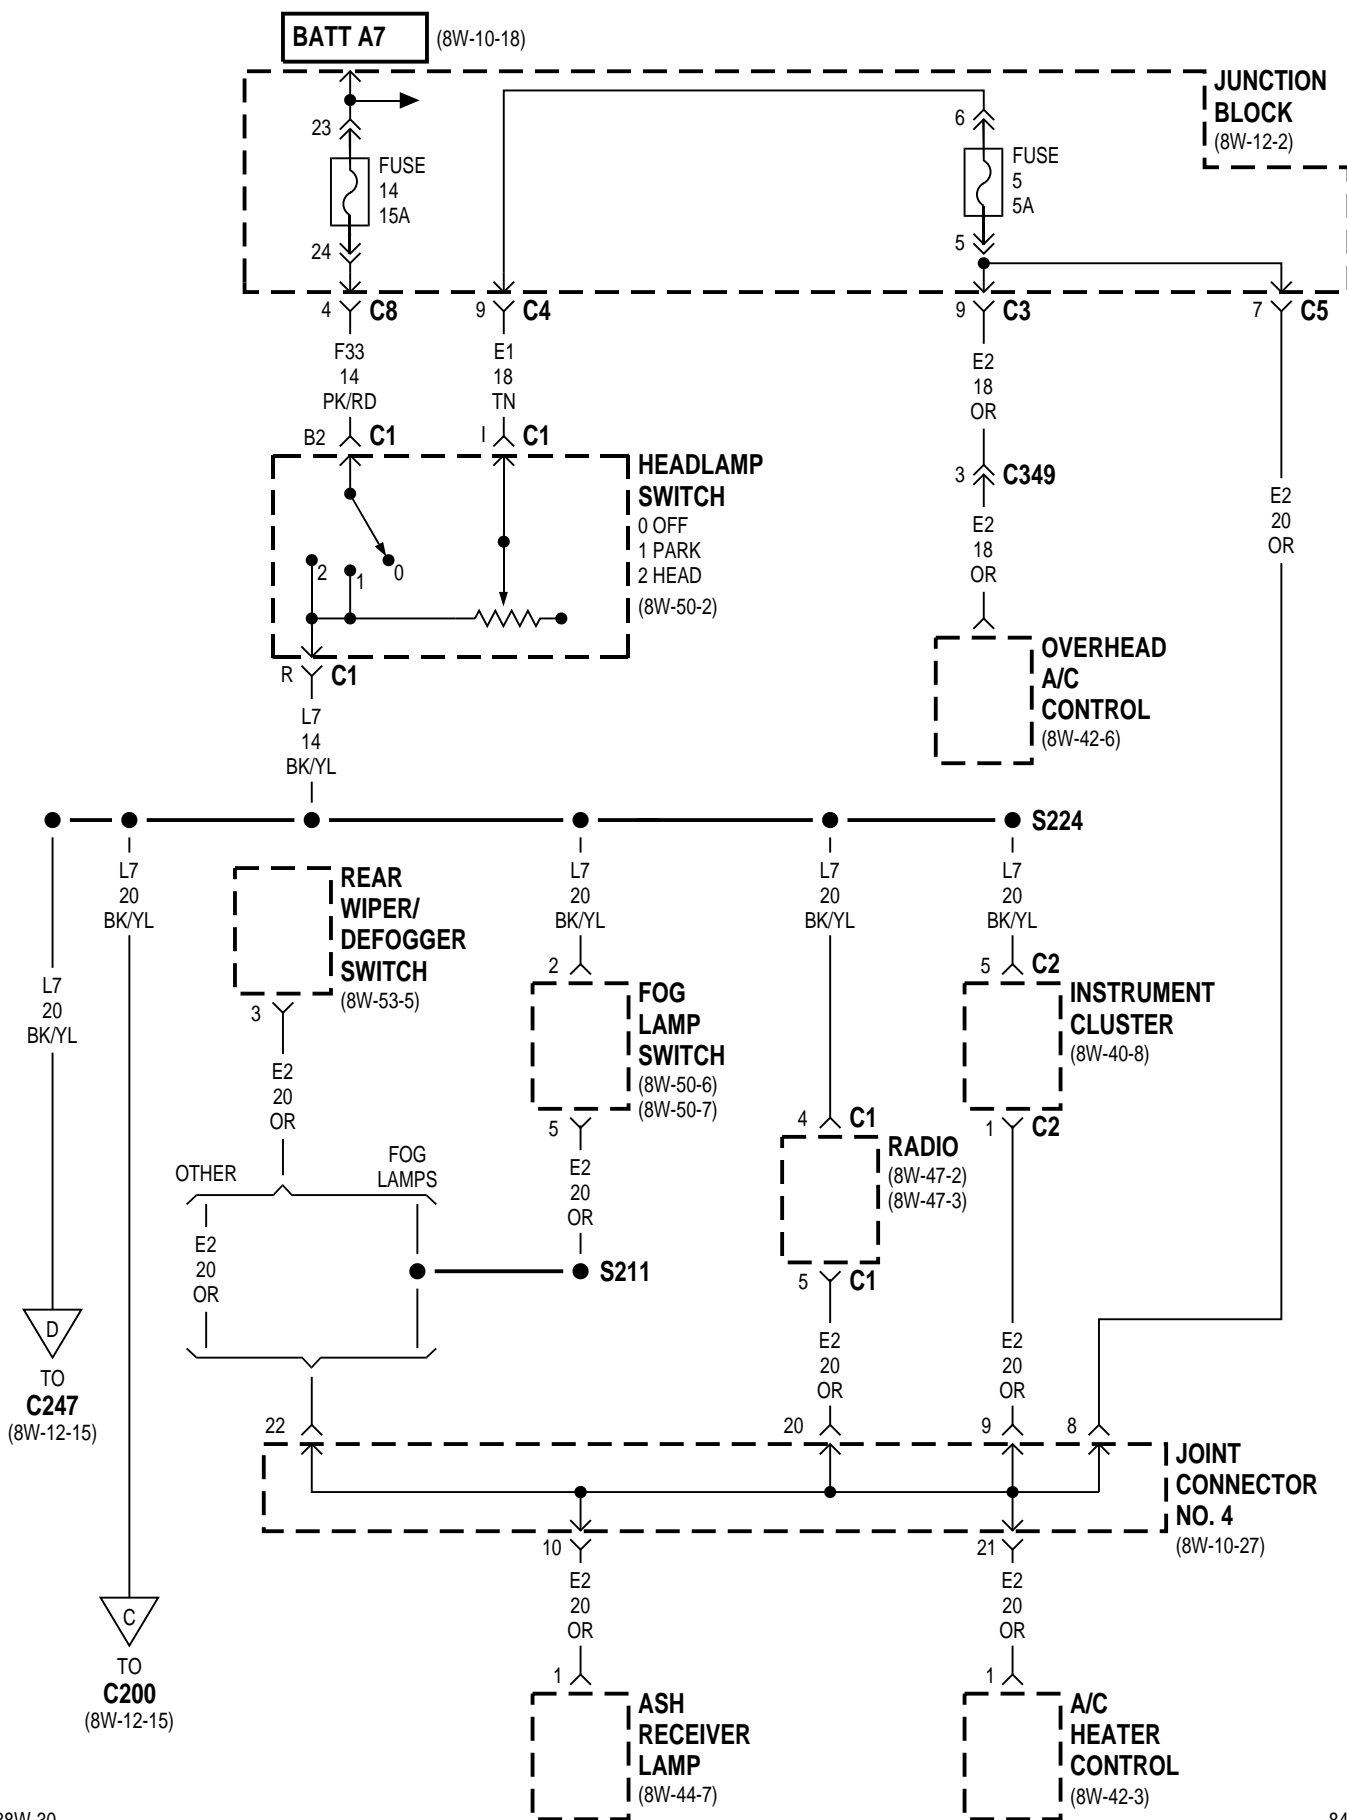 BATT A7 (8W-10-18)
JUNCTION
BLOCK
(8W-12-2)
23
FUSE
14
15A
24
6
FUSE
5
5A
5
4 C8
9 C4
9 C3
7 C5
F33
14
PK/RD
E1
18
TN
E2
18
OR
B2 C1
I C1
3 C349
HEADLAMP
SWITCH
0 OFF
1 PARK
2 HEAD
(8W-50-2)
2
1
0
E2
18
OR
E2
20
OR
R C1
L7
14
BK/YL
OVERHEAD
A/C
CONTROL
(8W-42-6)
S224
L7
20
BK/YL
L7
20
BK/YL
REAR
WIPER/
DEFOGGER
SWITCH
(8W-53-5)
3
L7
20
BK/YL
L7
20
BK/YL
L7
20
BK/YL
2
FOG
LAMP
SWITCH
(8W-50-6)
(8W-50-7)
5
5 C2
INSTRUMENT
CLUSTER
(8W-40-8)
1 C2
4 C1
RADIO
(8W-47-2)
(8W-47-3)
5 C1
E2
20
OR
OTHER
FOG
LAMPS
E2
20
OR
E2
20
OR
S211
D
TO
C247
(8W-12-15)
E2
20
OR
E2
20
OR
22
20
9
8
JOINT
CONNECTOR
NO. 4
(8W-10-27)
10
21
E2
20
OR
E2
20
OR
C
TO
C200
(8W-12-15)
1
ASH
RECEIVER
LAMP
(8W-44-7)
1
A/C
HEATER
CONTROL
(8W-42-3)